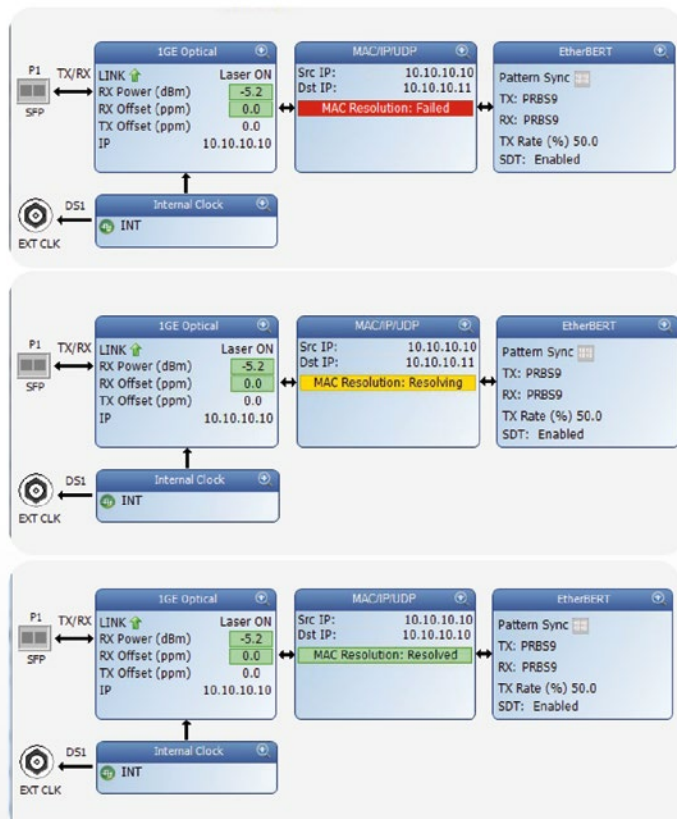 1GE Optical
MAC/IP/UDP
EtherBERT
P1
TX/RX
SFP
LINK Laser ON
RX Power (dBm) -5.2
RX Offset (ppm) 0.0
TX Offset (ppm) 0.0
IP 10.10.10.10
Src IP: 10.10.10.10
Dst IP: 10.10.10.11
MAC Resolution: Failed
Pattern Sync
TX: PRBS9
RX: PRBS9
TX Rate (%) 50.0
SDT: Enabled
DS1
EXT CLK
Internal Clock
INT
1GE Optical
MAC/IP/UDP
EtherBERT
P1
TX/RX
SFP
LINK Laser ON
RX Power (dBm) -5.2
RX Offset (ppm) 0.0
TX Offset (ppm) 0.0
IP 10.10.10.10
Src IP: 10.10.10.10
Dst IP: 10.10.10.11
MAC Resolution: Resolving
Pattern Sync
TX: PRBS9
RX: PRBS9
TX Rate (%) 50.0
SDT: Enabled
DS1
EXT CLK
Internal Clock
INT
1GE Optical
MAC/IP/UDP
EtherBERT
P1
TX/RX
SFP
LINK Laser ON
RX Power (dBm) -5.2
RX Offset (ppm) 0.0
TX Offset (ppm) 0.0
IP 10.10.10.10
Src IP: 10.10.10.10
Dst IP: 10.10.10.10
MAC Resolution: Resolved
Pattern Sync
TX: PRBS9
RX: PRBS9
TX Rate (%) 50.0
SDT: Enabled
DS1
EXT CLK
Internal Clock
INT